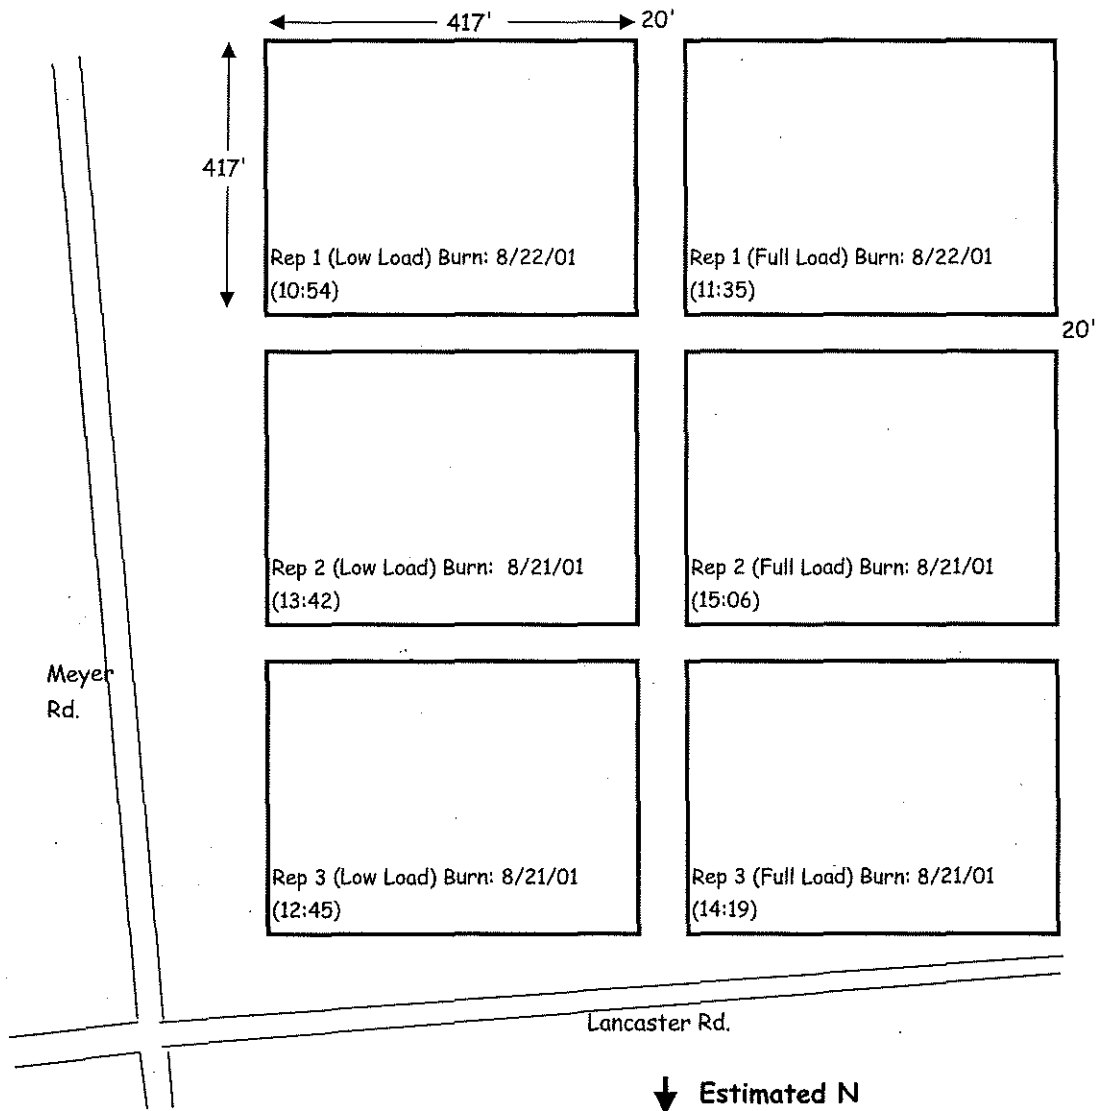 417' 20'
417'
Rep 1 (Low Load) Burn: 8/22/01
(10:54)
Rep 1 (Full Load) Burn: 8/22/01
(11:35)
20'
Rep 2 (Low Load) Burn: 8/21/01
(13:42)
Rep 2 (Full Load) Burn: 8/21/01
(15:06)
Meyer
Rd.
Rep 3 (Low Load) Burn: 8/21/01
(12:45)
Rep 3 (Full Load) Burn: 8/21/01
(14:19)
Lancaster Rd.
Estimated N